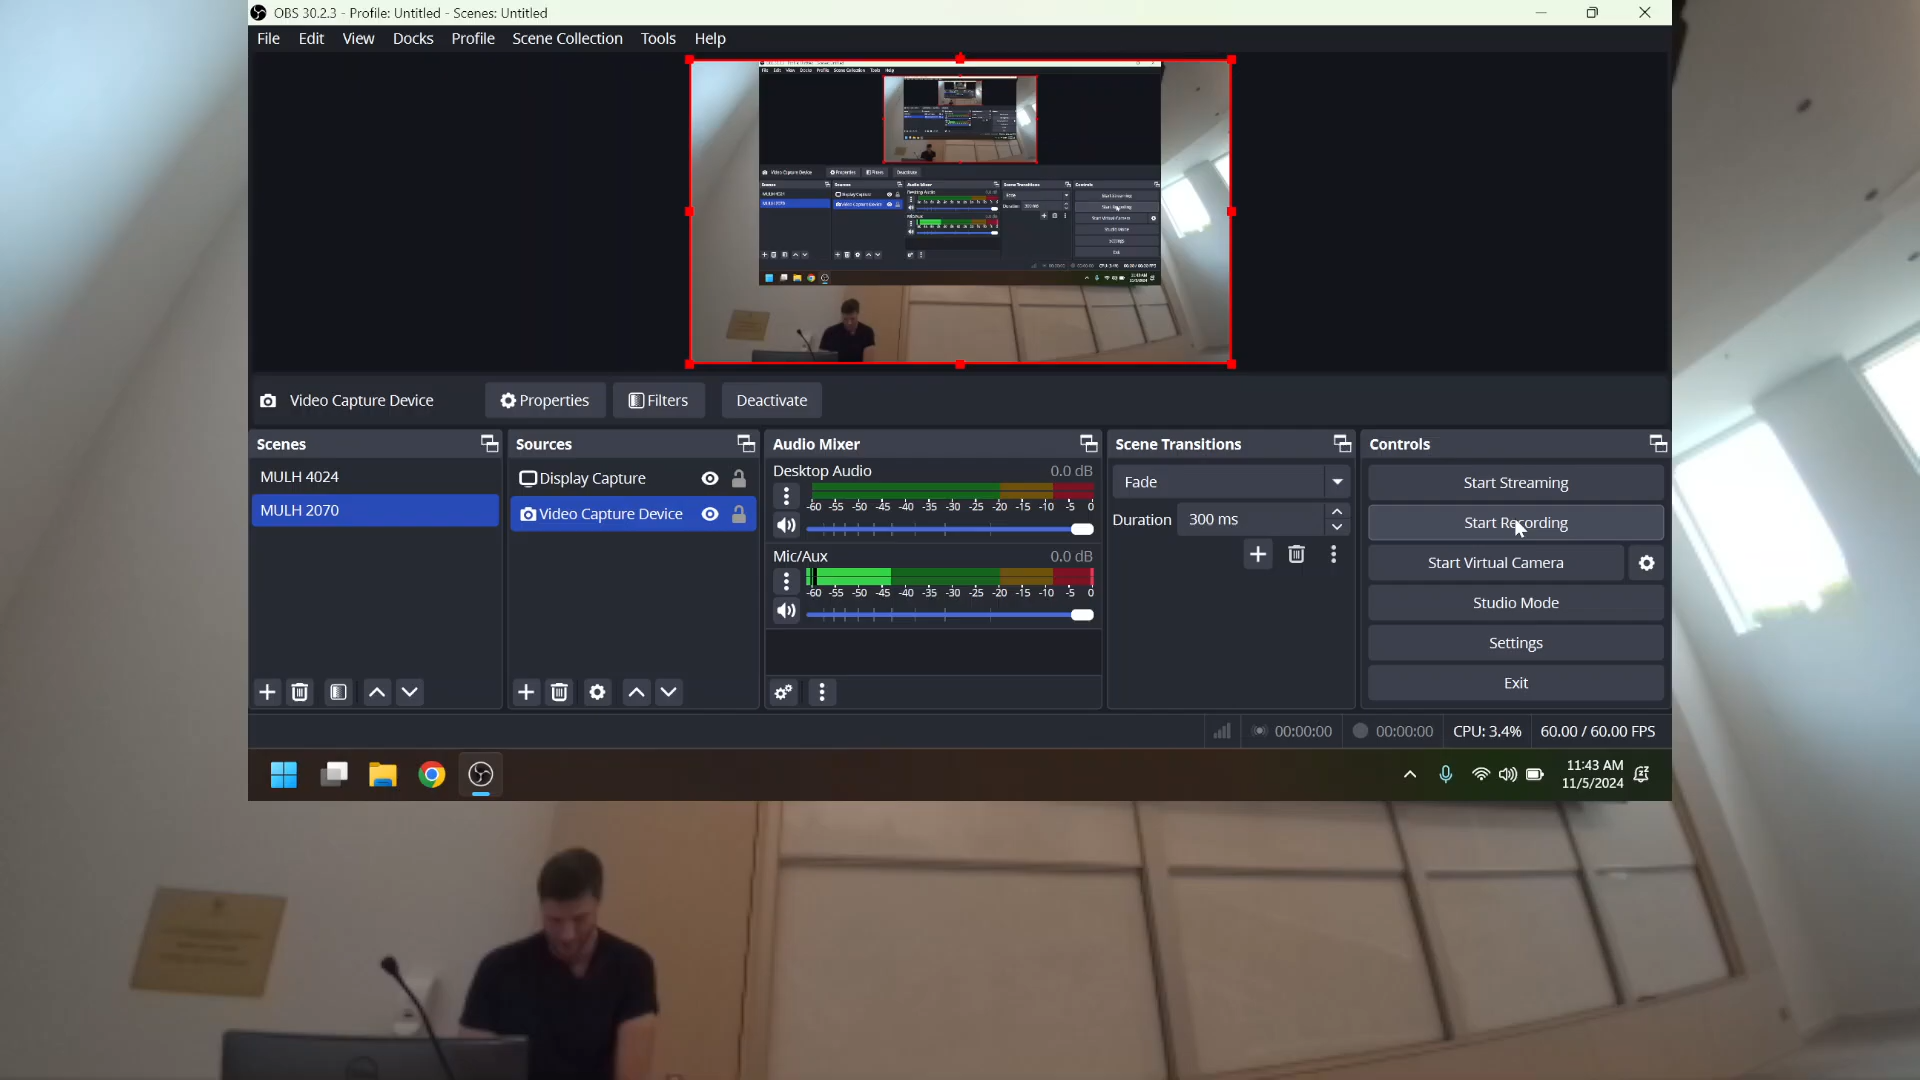 OBS 30.2.3 - Profile: Untitled - Scenes: Untitled
File Edit View Docks Profile Scene Collection Tools Help
Video Capture Device Properties Filters Deactivate
Scenes
MULH 4024
MULH 2070
Sources
Display Capture
Video Capture Device
Audio Mixer
Desktop Audio 0.0 dB
-60 -55 -50 -45 -40 -35 -30 -25 -20 -15 -10 -5 0
Mic/Aux 0.0 dB
-60 -55 -50 -45 -40 -35 -30 -25 -20 -15 -10 -5 0
Scene Transitions
Fade
Duration 300 ms
Controls
Start Streaming
Start Recording
Start Virtual Camera
Studio Mode
Settings
Exit
00:00:00 00:00:00 CPU: 3.4% 60.00 / 60.00 FPS
11:43 AM
11/5/2024